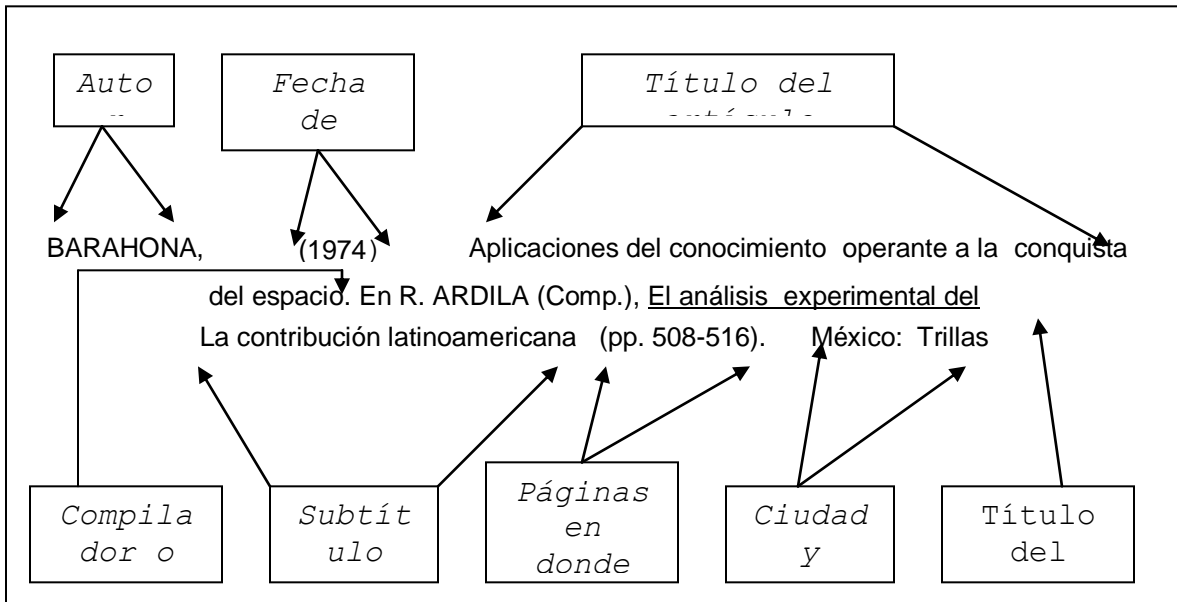 Auto
Fecha
de
Título del
artículo
BARAHONA, (1974) Aplicaciones del conocimiento operante a la conquista
del espacio. En R. ARDILA (Comp.), El análisis experimental del
La contribución latinoamericana (pp. 508-516). México: Trillas
Compila
dor o
Subtít
ulo
Páginas
en
donde
Ciudad
y
Título
del